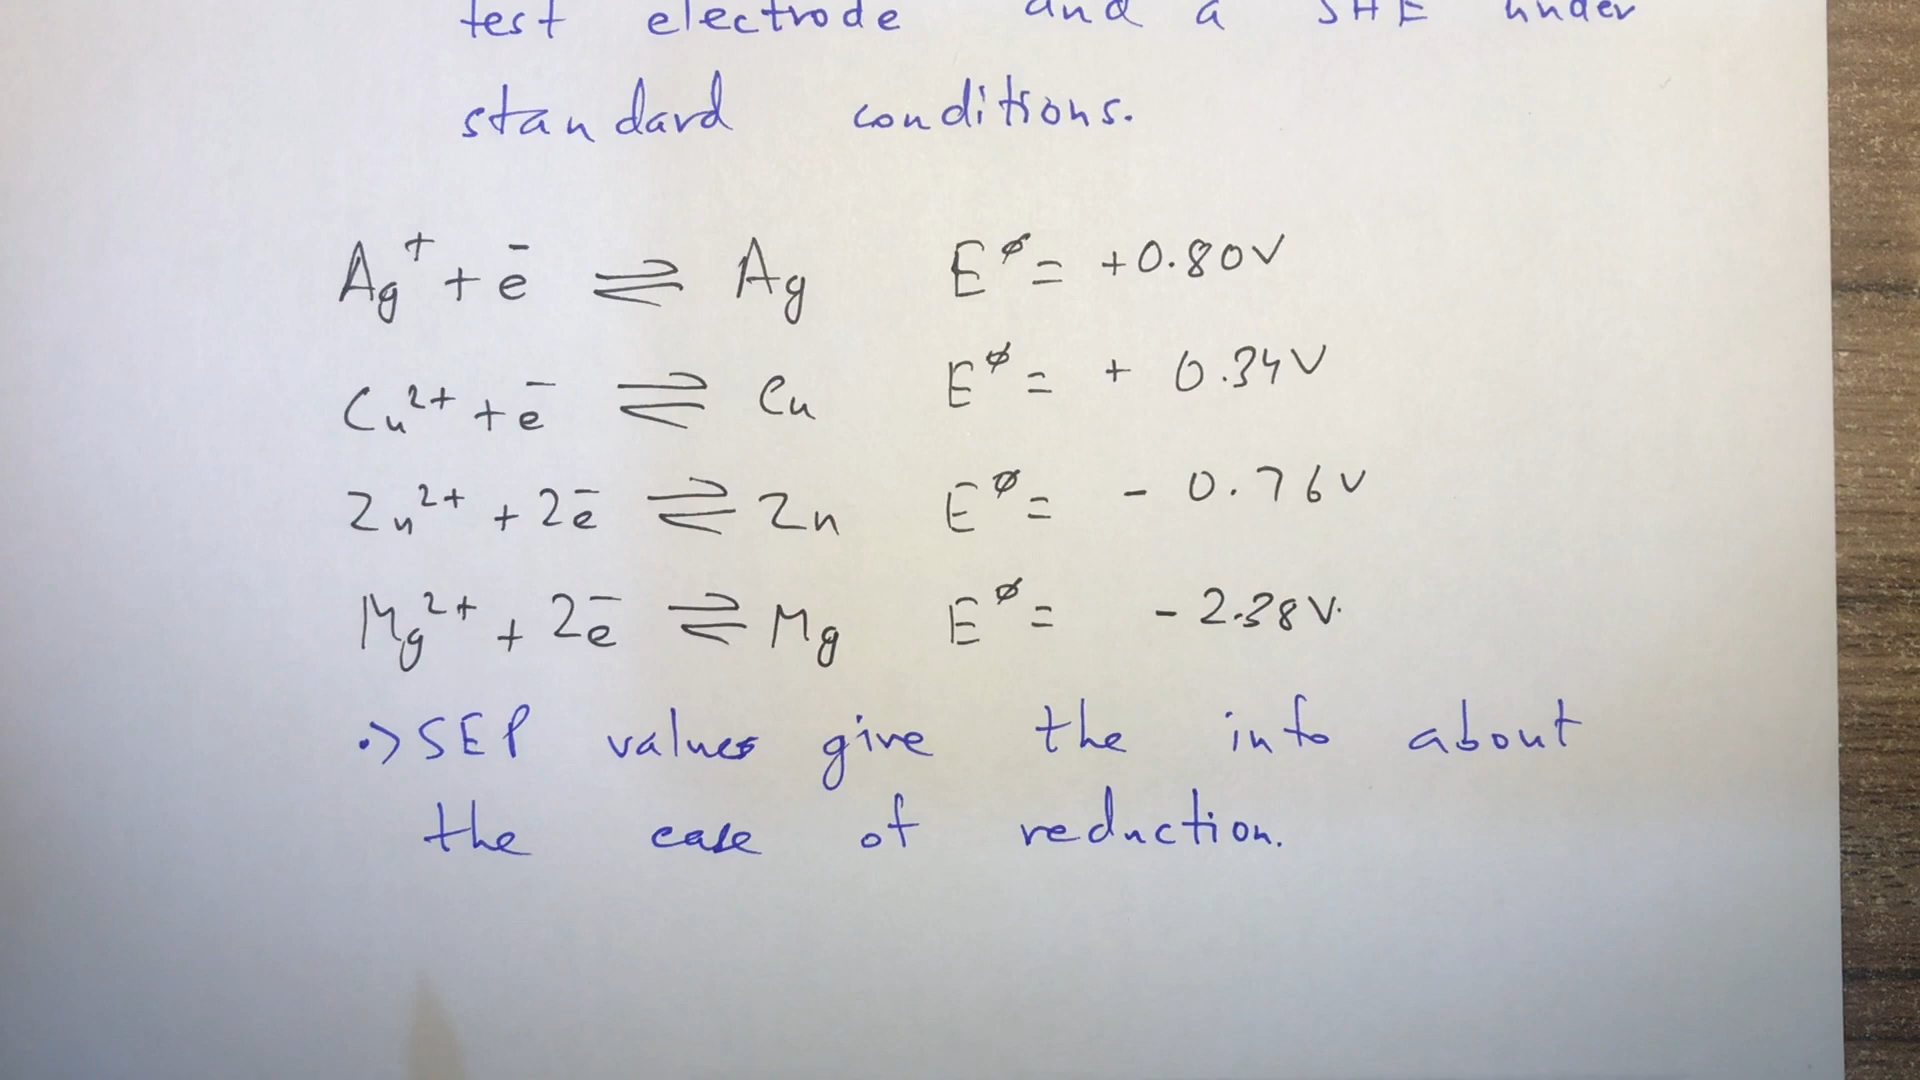 test electrode and a SHE under
standard conditions.
Ag⁺ + e⁻ ⇌ Ag E^ø = +0.80V
Cu²⁺ + e⁻ ⇌ Cu E^ø = + 0.34V
Zn²⁺ + 2e⁻ ⇌ Zn E^ø = - 0.76V
Mg²⁺ + 2e⁻ ⇌ Mg E^ø = - 2.38V.
·> SEP values give the info about
the ease of reduction.